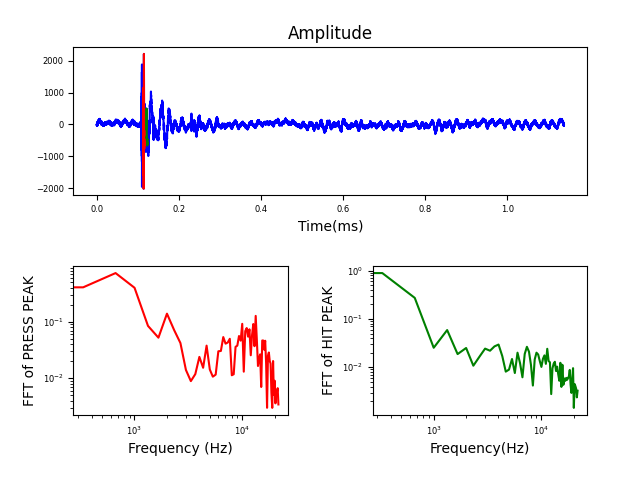 Amplitude
2000
1000
0
−1000
−2000
0.0 0.2 0.4 0.6 0.8 1.0
Time(ms)
FFT of PRESS PEAK
10⁻¹
10⁻²
10³ 10⁴
Frequency (Hz)
FFT of HIT PEAK
10⁰
10⁻¹
10⁻²
10³ 10⁴
Frequency(Hz)